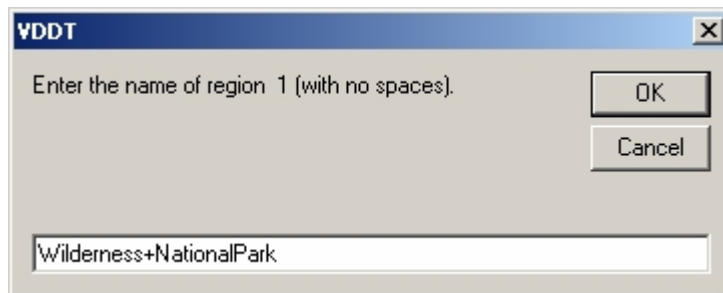 VDDT
Enter the name of region 1 (with no spaces).
OK
Cancel
Wilderness+NationalPark